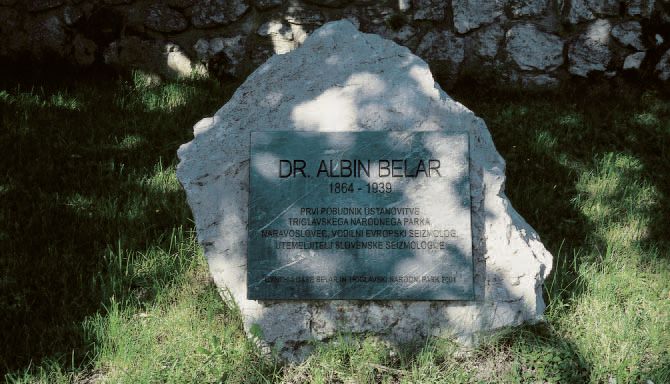 DR. ALBIN BELAR
1864 - 1939
PRVI POBUDNIK USTANOVITVE
TRIGLAVSKEGA NARODNEGA PARKA,
NARAVOSLOVEC, VODILNI EVROPSKI SEIZMOLOG,
UTEMELJITELJ SLOVENSKE SEIZMOLOGIJE
BELAR IN TRIGLAVSKI NARODNI PARK 2001